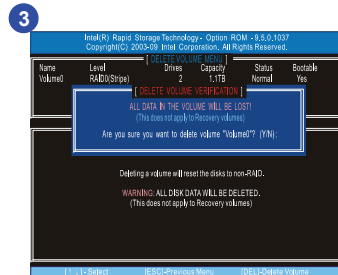 3
Intel(R) Rapid Storage Technology - Option ROM -9,5,0,1037
Copyright(C) 2003-09 Intel Corporation, All Rights Reserved.
[ DELETE VOLUME MENU ]
Name Level Drives Capacity Status Bootable
Volume0 RAID0(Stripe) 2 1.1TB Normal Yes
[ DELETE VOLUME VERIFICATION ]
ALL DATA IN THE VOLUME WILL BE LOST!
(This does not apply to Recovery volumes)
Are you sure you want to delete volume "Volume0"? (Y/N):
Deleting a volume will reset the disks to non-RAID.
WARNING: ALL DISK DATA WILL BE DELETED.
(This does not apply to Recovery volumes)
[↑↓]-Select [ESC]-Previous Menu [DEL]-Delete Volume